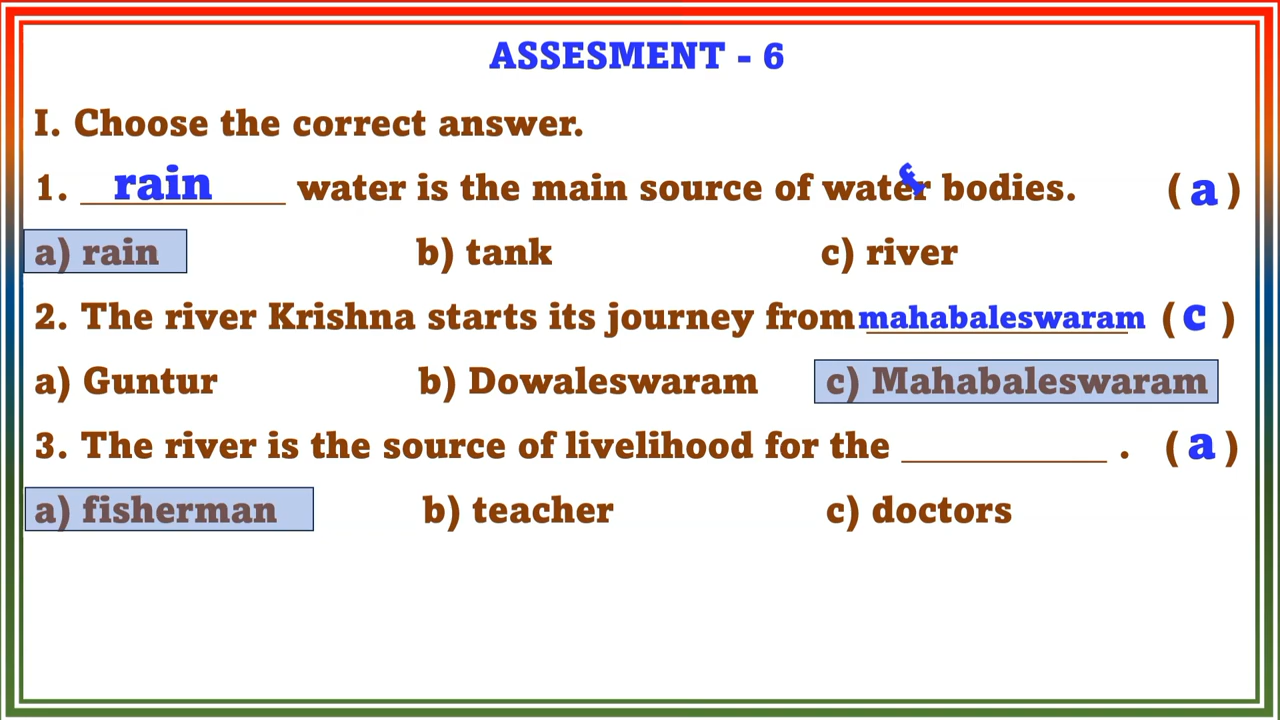 ASSESMENT - 6
I. Choose the correct answer.
1. rain water is the main source of water bodies. (a)
a) rain b) tank c) river
2. The river Krishna starts its journey from mahabaleswaram (c)
a) Guntur b) Dowaleswaram c) Mahabaleswaram
3. The river is the source of livelihood for the ____________ . (a)
a) fisherman b) teacher c) doctors